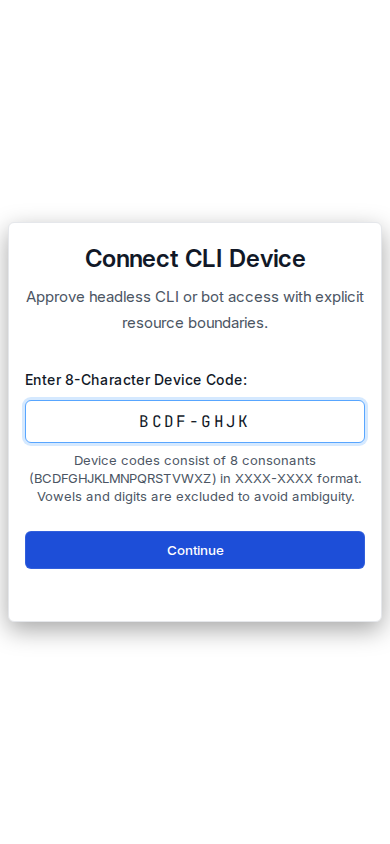 Connect CLI Device
Approve headless CLI or bot access with explicit
resource boundaries.
Enter 8-Character Device Code:
BCDF-GHJK
Device codes consist of 8 consonants
(BCDFGHJKLMNPQRSTVWXZ) in XXXX-XXXX format.
Vowels and digits are excluded to avoid ambiguity.
Continue